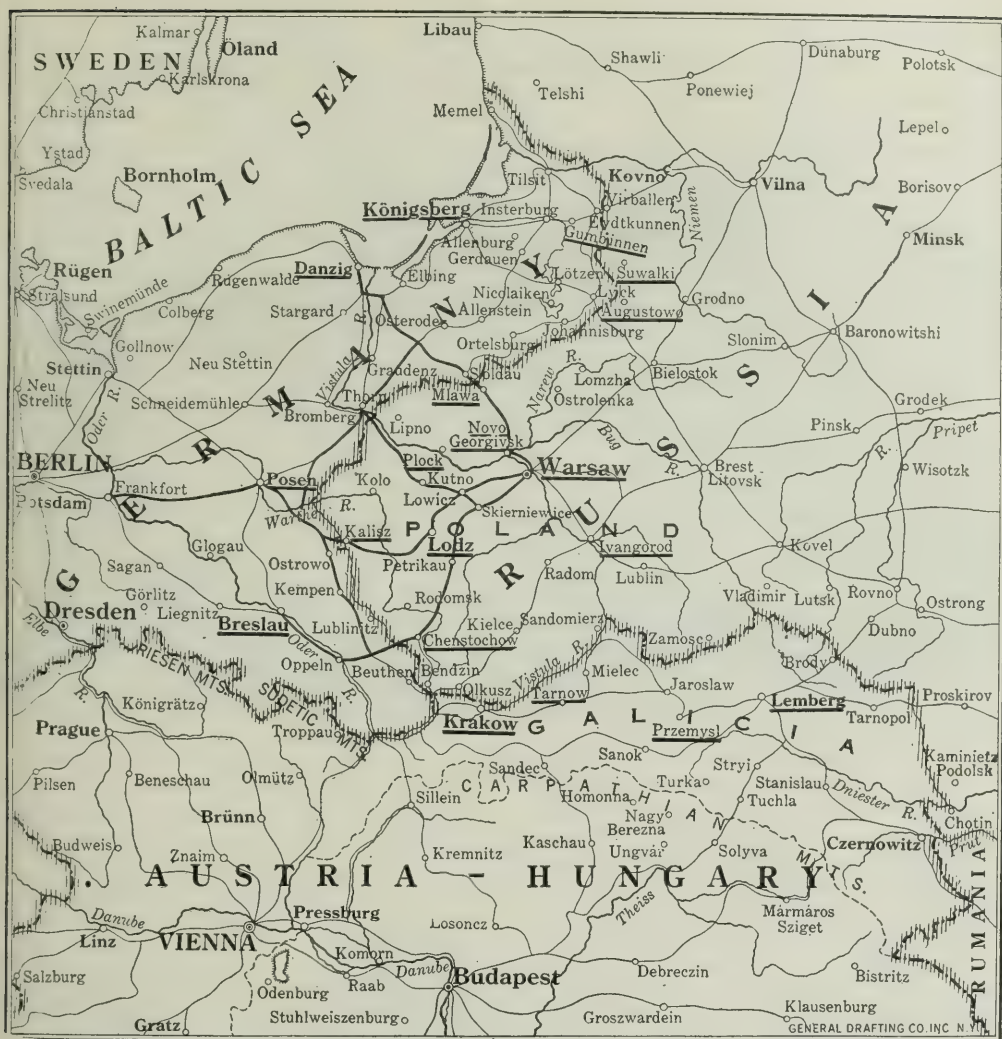 Kalmar
Öland
Libau
SWEDEN
Karlskrona
Shawli
Dünaburg
Polotsk
Telshi
Ponewiej
Christianstad
Memel
Lepel
Ystad
Svedala
Bornholm
BALTIC SEA
Tilsit
Kovno
Vilna
Borisov
Königsberg
Insterburg
Virballen
Eydtkunnen
Niemen
Gumbinnen
Allenburg
Gerdauen
Minsk
Rügen
Danzig
Elbing
Lötzen
Suwalki
Stralsund
Swinemünde
Rügenwalde
Nicolaiken
Lyck
Augustowo
Grodno
Colberg
Stargard
R.
Osterode
Allenstein
Johannisburg
Baronowitshi
Gollnow
Ortelsburg
Slonim
Stettin
Neu Stettin
Vistula
Graudenz
Soldau
Narew R.
Lomzha
Bielostok
Neu
Strelitz
Oder R.
Schneidemühle
Thorn
Mlawa
Ostrolenka
Bromberg
Lipno
Novo
Georgivsk
Bug
R.
Grodek
Pinsk
Pripet
R.
BERLIN
Plock
Warsaw
Brest
Litovsk
Wisotzk
Potsdam
Frankfort
Posen
Kolo
Kutno
Lowicz
Warthe R.
Skierniewice
GERMANY
RUSSIA
POLAND
Kalisz
Lodz
Ivangorod
Kovel
Glogau
Ostrowo
Petrikau
Radom
Lublin
Sagan
Görlitz
Kempen
Rodomsk
Vladimir
Lutsk
Rovno
Ostrong
Dresden
Liegnitz
Breslau
Lublinitz
Kielce
Sandomierz
Dubno
Elbe
R.
Oder
R.
Chenstochow
Zamosc
Oppeln
RIESEN MTS.
SUDETIC MTS.
Beuthen
Bendzin
Vistula R.
Mielec
Brody
Olkusz
Tarnow
Jaroslaw
Lemberg
Proskirov
Königrätz
Krakow
Tarnopol
Prague
Troppau
GALICIA
Przemysl
Sandec
Sanok
Kaminietz
Podolsk
Pilsen
Beneschau
Olmütz
Stryi
Turka
Stanislau
Dniester R.
CARPATHIAN MTS.
Sillein
Homonna
Tuchla
Brünn
Nagy
Berezna
Chotin
Czernowitz
Prut
Budweis
Znaim
Kremnitz
Kaschau
Ungvár
Solyva
AUSTRIA-HUNGARY
Theiss
Danube
Pressburg
Losoncz
Mármáros
Sziget
Linz
VIENNA
RUMANIA
Komorn
Danube
Budapest
Debreczin
Bistritz
Salzburg
Ödenburg
Raab
Gratz
Stuhlweiszenburg
Groszwardein
Klausenburg
GENERAL DRAFTING CO. INC N.Y.